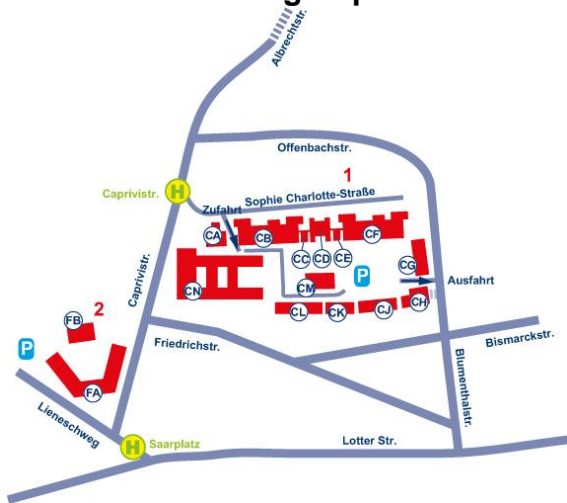 Albrechtstr.
Offenbachstr.
1
Caprivistr.
H
Sophie Charlotte-Straße
Zufahrt
CA
CB
CC
CD
CE
CF
CG
CN
CM
P
Ausfahrt
CL
CK
CJ
CH
Caprivistr.
2
FB
P
FA
Friedrichstr.
Bismarckstr.
Blumenthalstr.
Lieneschweg
H
Saarplatz
Lotter Str.